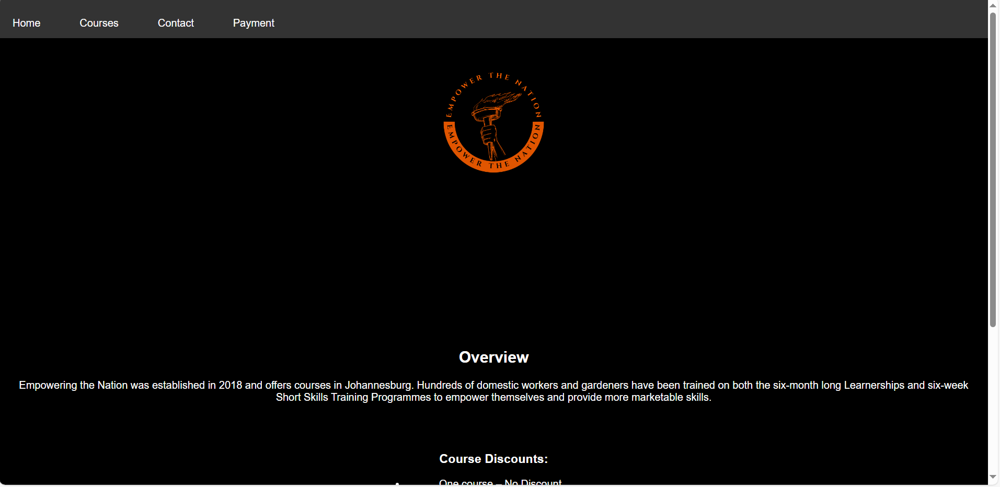 Home Courses Contact Payment
EMPOWER THE NATION
EMPOWER THE NATION
Overview
Empowering the Nation was established in 2018 and offers courses in Johannesburg. Hundreds of domestic workers and gardeners have been trained on both the six-month long Learnerships and six-week
Short Skills Training Programmes to empower themselves and provide more marketable skills.
Course Discounts:
One course – No Discount